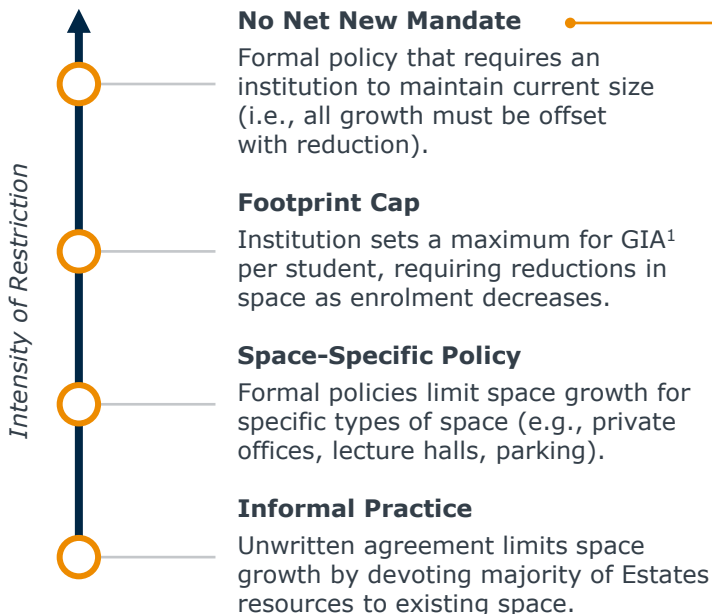 No Net New Mandate
Formal policy that requires an
institution to maintain current size
(i.e., all growth must be offset
with reduction).
Footprint Cap
Institution sets a maximum for GIA¹
per student, requiring reductions in
space as enrolment decreases.
Space-Specific Policy
Formal policies limit space growth for
specific types of space (e.g., private
offices, lecture halls, parking).
Informal Practice
Unwritten agreement limits space
growth by devoting majority of Estates
resources to existing space.
Intensity of Restriction